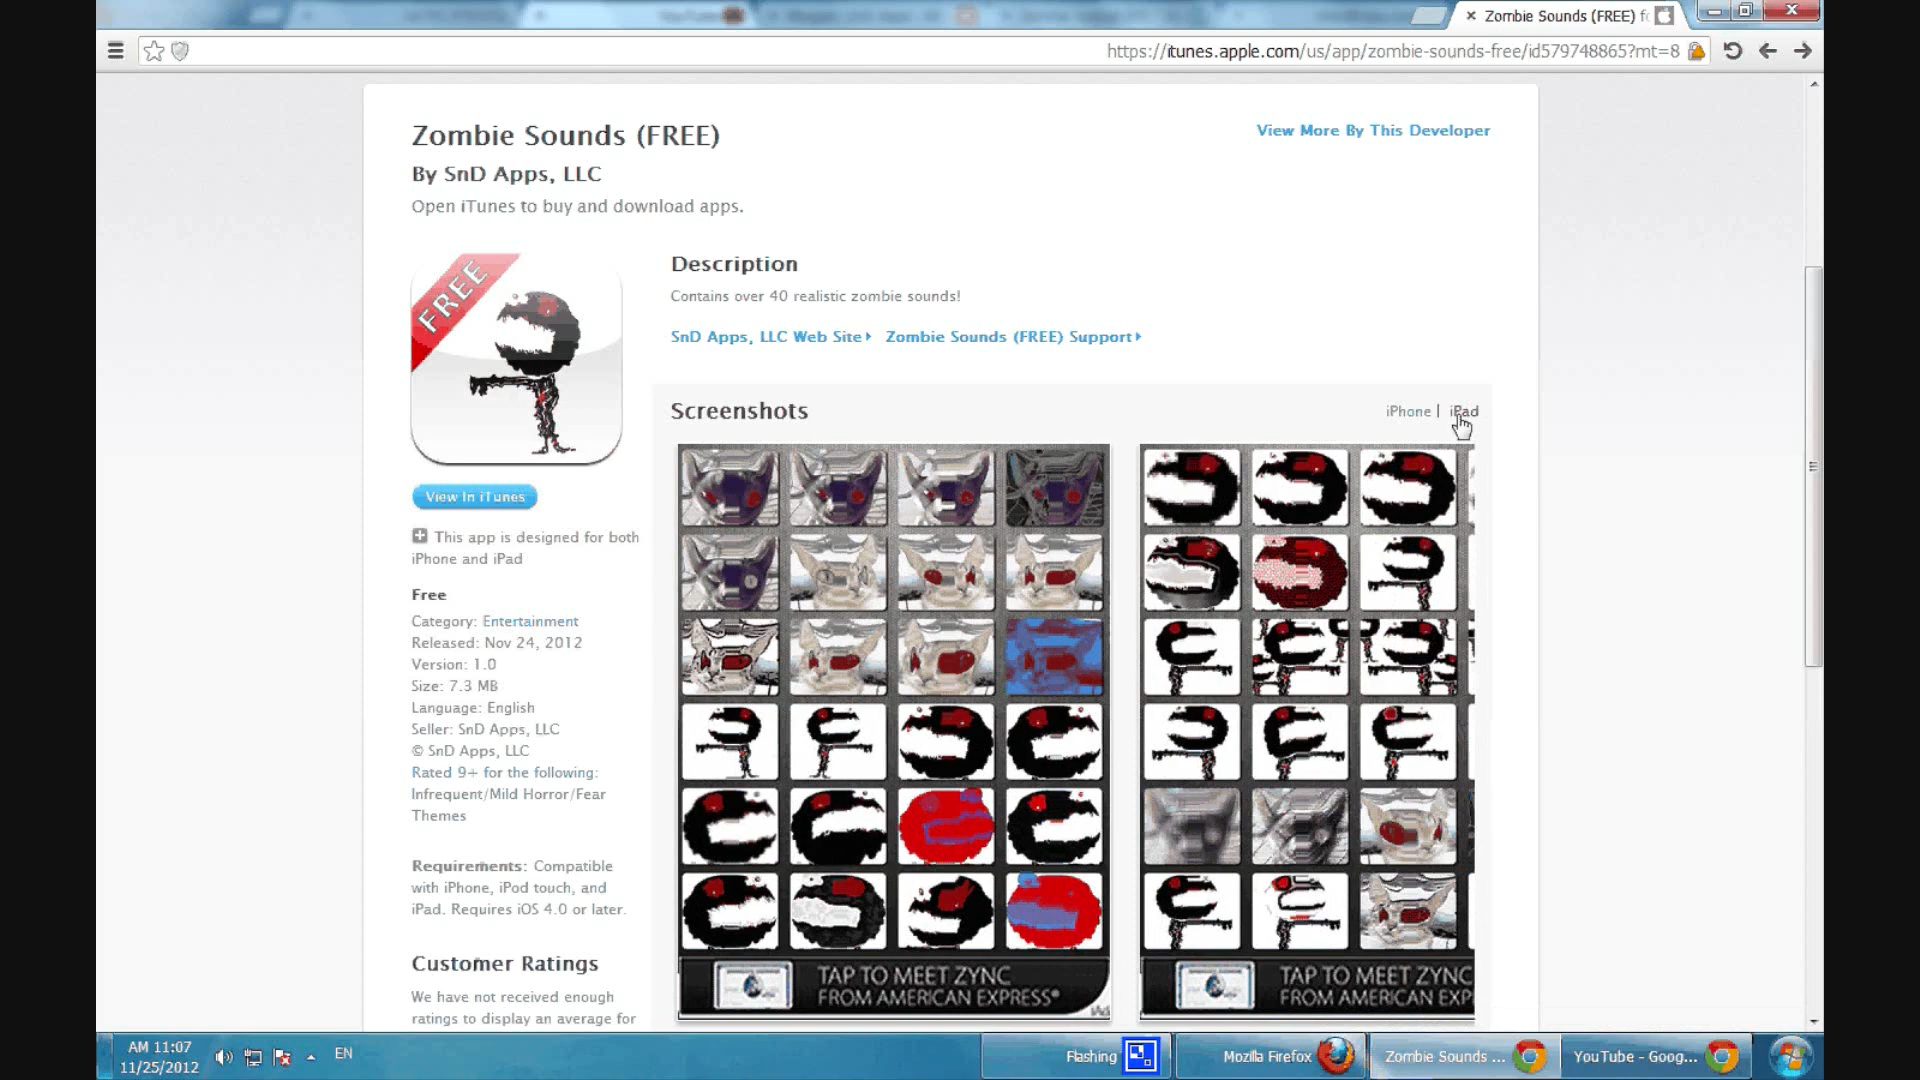 Zombie Sounds (FREE) f
https://itunes.apple.com/us/app/zombie-sounds-free/id579748865?mt=8
Zombie Sounds (FREE)
View More By This Developer
By SnD Apps, LLC
Open iTunes to buy and download apps.
FREE
Description
Contains over 40 realistic zombie sounds!
SnD Apps, LLC Web Site
Zombie Sounds (FREE) Support
Screenshots
iPhone | iPad
View In iTunes
This app is designed for both
iPhone and iPad
Free
Category: Entertainment
Released: Nov 24, 2012
Version: 1.0
Size: 7.3 MB
Language: English
Seller: SnD Apps, LLC
© SnD Apps, LLC
Rated 9+ for the following:
Infrequent/Mild Horror/Fear
Themes
Requirements: Compatible
with iPhone, iPod touch, and
iPad. Requires iOS 4.0 or later.
Customer Ratings
We have not received enough
ratings to display an average for
TAP TO MEET ZYNC
FROM AMERICAN EXPRESS®
iAd
TAP TO MEET ZYNC
FROM AMERICAN EXP
AM 11:07
11/25/2012
EN
Flashing
Mozilla Firefox
Zombie Sounds ...
YouTube - Goog...